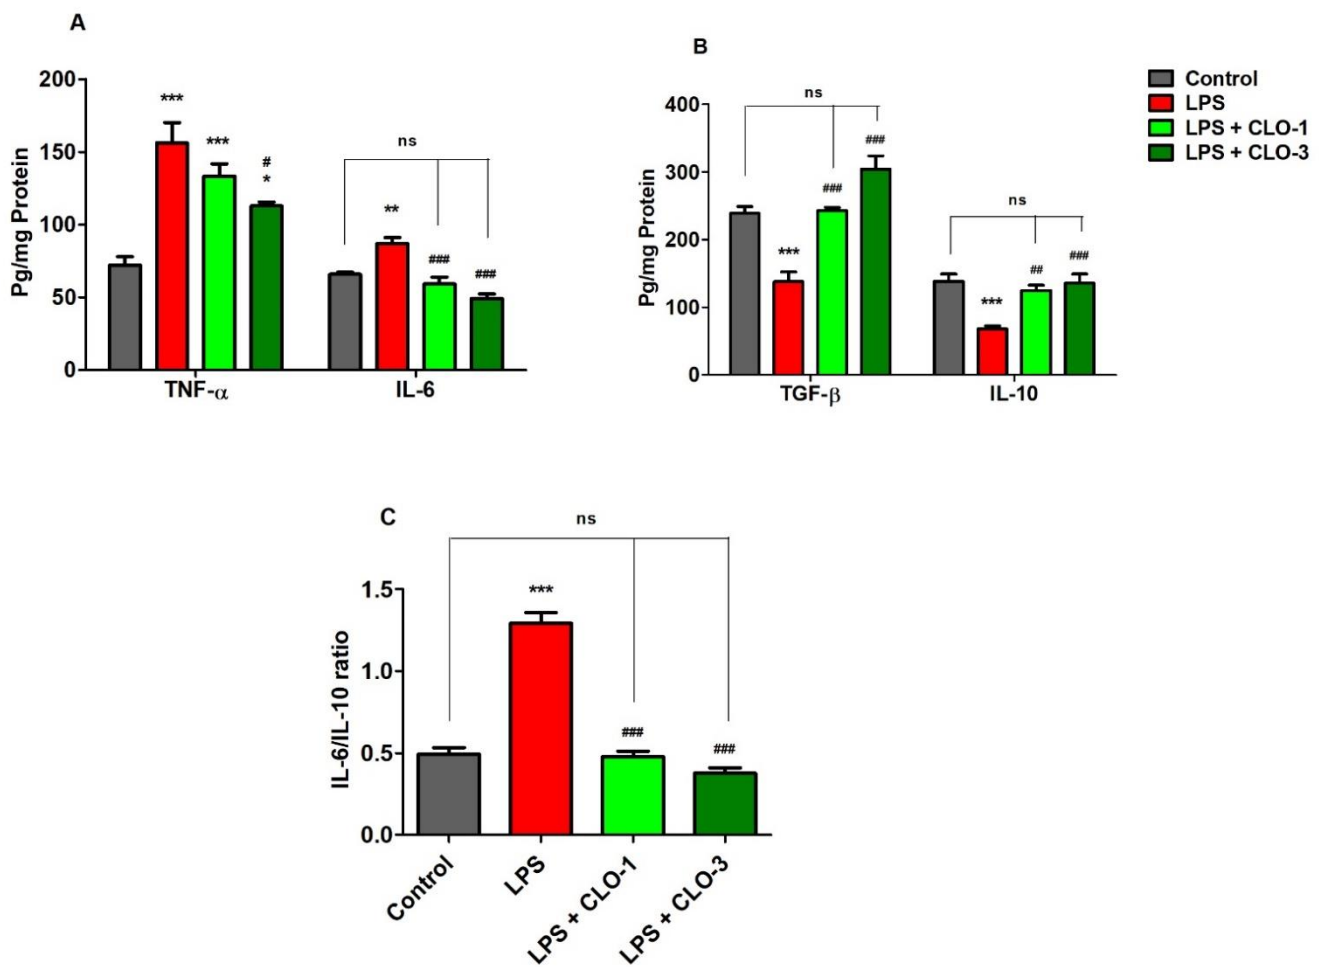 A
200
150
100
50
0
Pg/mg Protein
***
***
#
*
ns
**
###
###
TNF-α
IL-6
B
400
300
200
100
0
Pg/mg Protein
ns
***
###
###
ns
***
##
###
TGF-β
IL-10
Control
LPS
LPS + CLO-1
LPS + CLO-3
C
ns
1.5
1.0
0.5
0.0
IL-6/IL-10 ratio
***
###
###
Control
LPS
LPS + CLO-1
LPS + CLO-3